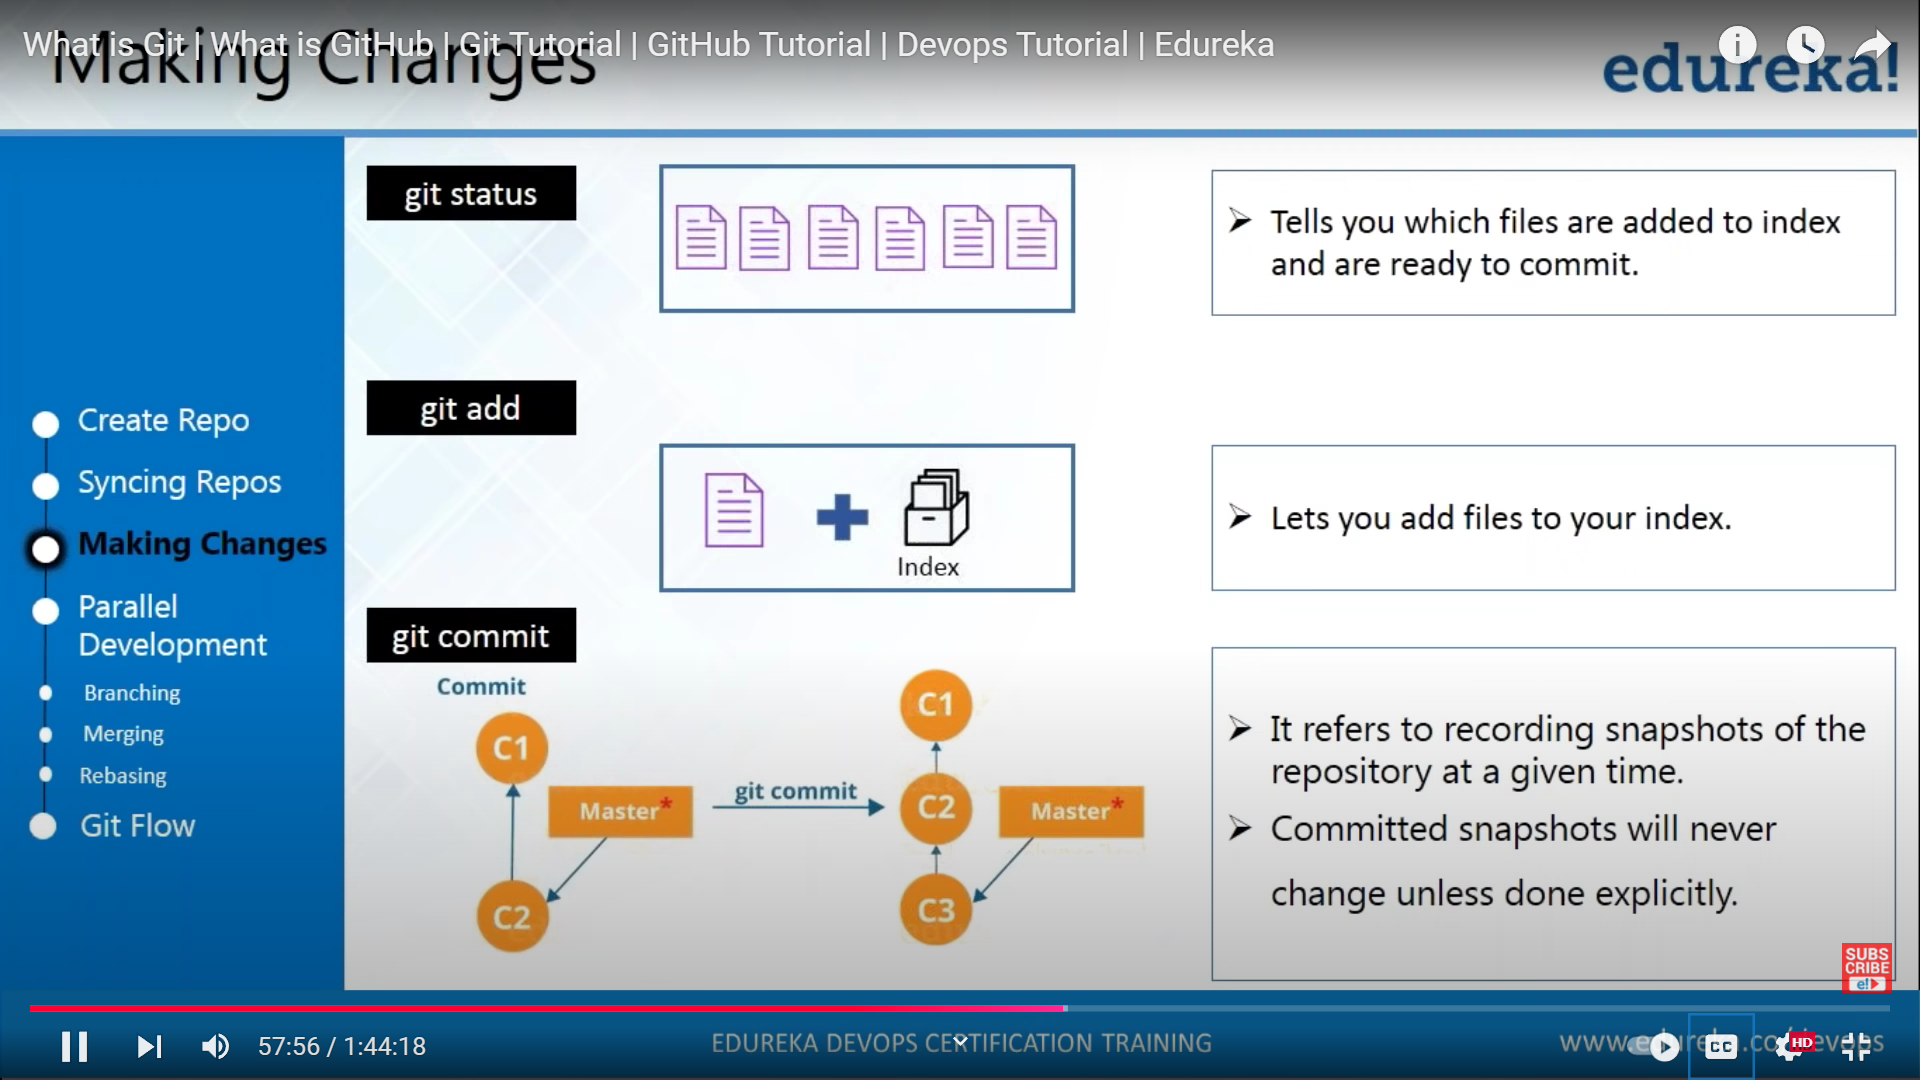 What is Git | What is GitHub | Git Tutorial | GitHub Tutorial | Devops Tutorial | Edureka
Making Changes
edureka!
Create Repo
Syncing Repos
Making Changes
Parallel
Development
Branching
Merging
Rebasing
Git Flow
git status
➢ Tells you which files are added to index
and are ready to commit.
git add
Index
➢ Lets you add files to your index.
git commit
Commit
C1
Master*
C2
git commit
C1
C2
Master*
C3
➢ It refers to recording snapshots of the
repository at a given time.
➢ Committed snapshots will never
change unless done explicitly.
SUBS
CRIBE
e!
57:56 / 1:44:18
EDUREKA DEVOPS CERTIFICATION TRAINING
www.edureka.co/devops
CC
HD